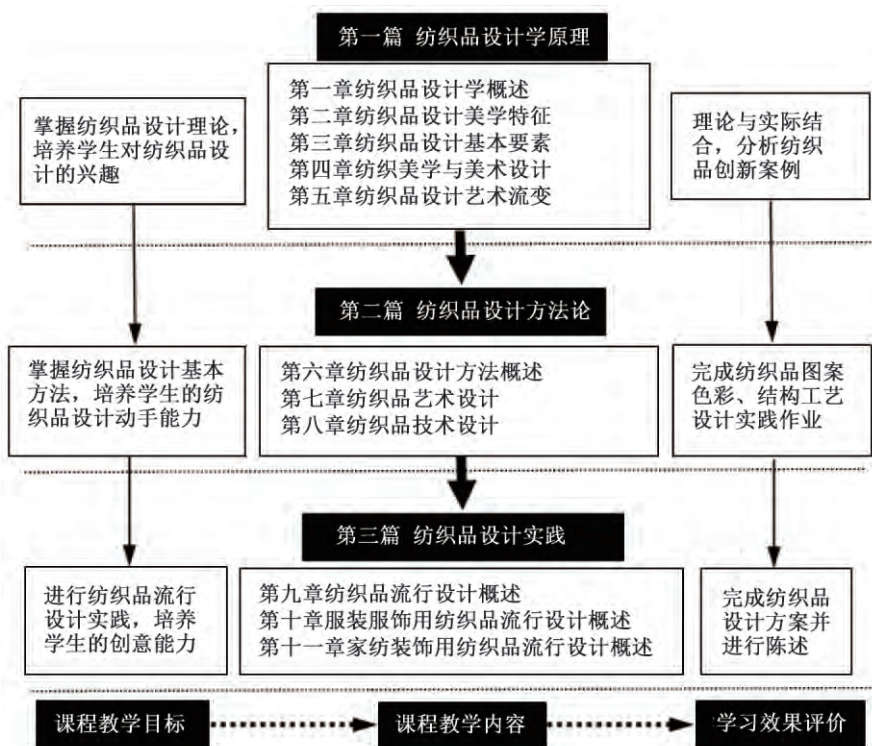 第一篇 纺织品设计学原理
掌握纺织品设计理论,
培养学生对纺织品设
计的兴趣
第一章纺织品设计学概述
第二章纺织品设计美学特征
第三章纺织品设计基本要素
第四章纺织美学与美术设计
第五章纺织品设计艺术流变
理论与实际结
合，分析纺织
品创新案例
第二篇 纺织品设计方法论
掌握纺织品设计基本
方法，培养学生的纺
织品设计动手能力
第六章纺织品设计方法概述
第七章纺织品艺术设计
第八章纺织品技术设计
完成纺织品图案
色彩、结构工艺
设计实践作业
第三篇 纺织品设计实践
进行纺织品流行
设计实践，培养
学生的创意能力
第九章纺织品流行设计概述
第十章服装服饰用纺织品流行设计概述
第十一章家纺装饰用纺织品流行设计概述
完成纺织品
设计方案并
进行陈述
课程教学目标
课程教学内容
学习效果评价